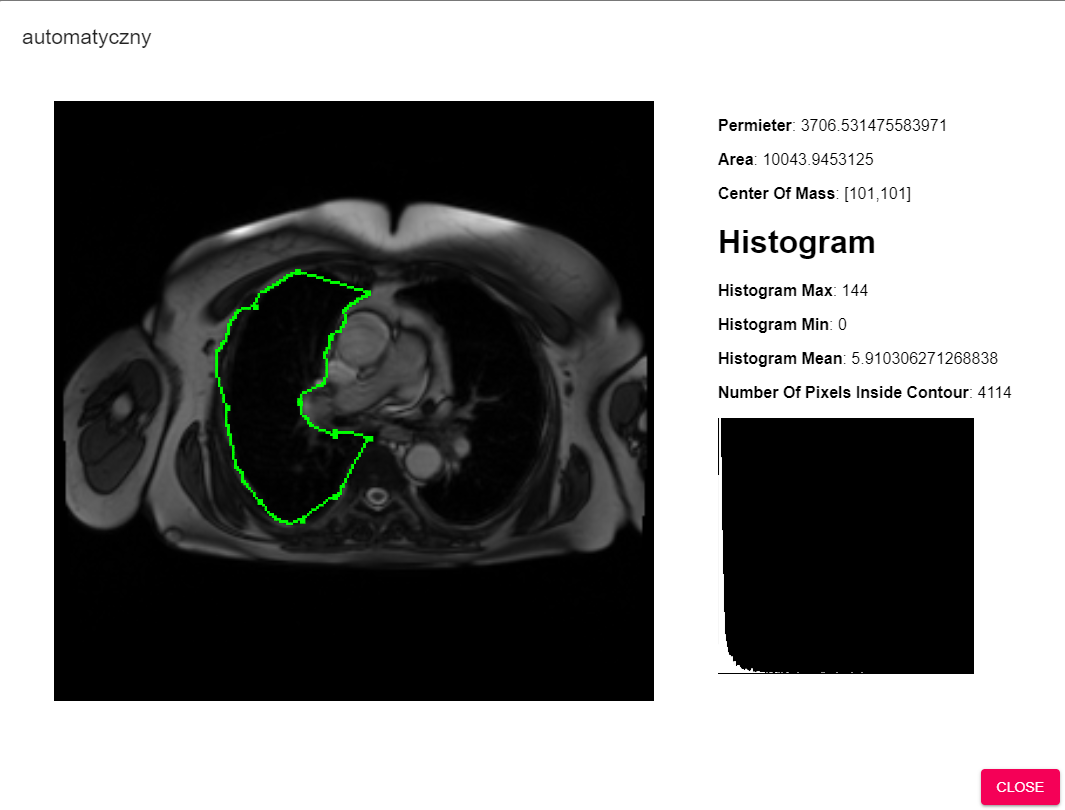 automatyczny
Permieter: 3706.531475583971
Area: 10043.9453125
Center Of Mass: [101,101]
Histogram
Histogram Max: 144
Histogram Min: 0
Histogram Mean: 5.910306271268838
Number Of Pixels Inside Contour: 4114
CLOSE